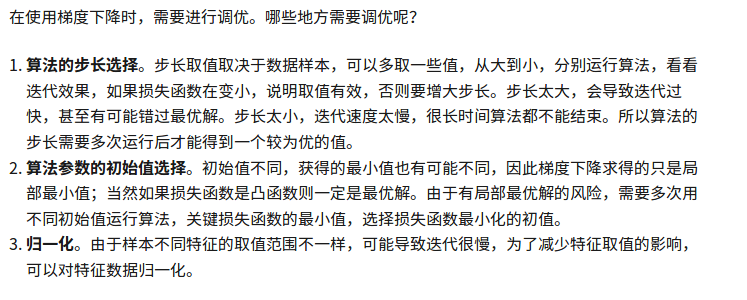 在使用梯度下降时，需要进行调优。哪些地方需要调优呢？
1. 算法的步长选择。步长取值取决于数据样本，可以多取一些值，从大到小，分别运行算法，看看
迭代效果，如果损失函数在变小，说明取值有效，否则要增大步长。步长太大，会导致迭代过
快，甚至有可能错过最优解。步长太小，迭代速度太慢，很长时间算法都不能结束。所以算法的
步长需要多次运行后才能得到一个较为优的值。
2. 算法参数的初始值选择。初始值不同，获得的最小值也有可能不同，因此梯度下降求得的只是局
部最小值；当然如果损失函数是凸函数则一定是最优解。由于有局部最优解的风险，需要多次用
不同初始值运行算法，关键损失函数的最小值，选择损失函数最小化的初值。
3. 归一化。由于样本不同特征的取值范围不一样，可能导致迭代很慢，为了减少特征取值的影响，
可以对特征数据归一化。